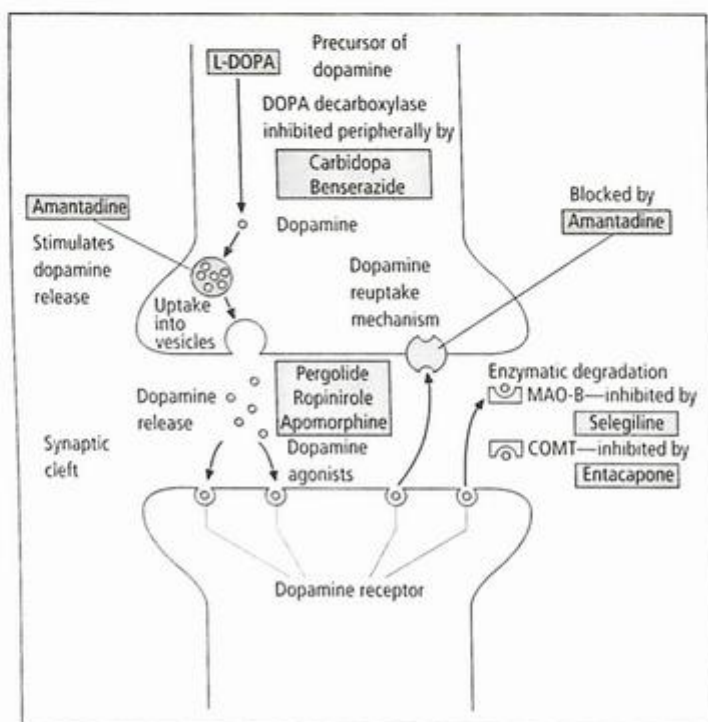 L-DOPA
Precursor of
dopamine
DOPA decarboxylase
inhibited peripherally by
Carbidopa
Benserazide
Amantadine
Stimulates
dopamine
release
Dopamine
Blocked by
Amantadine
Uptake
into
vesicles
Dopamine
reuptake
mechanism
Dopamine
release
Pergolide
Ropinirole
Apomorphine
Dopamine
agonists
Enzymatic degradation
MAO-B—inhibited by
Selegiline
COMT—inhibited by
Entacapone
Synaptic
cleft
Dopamine receptor